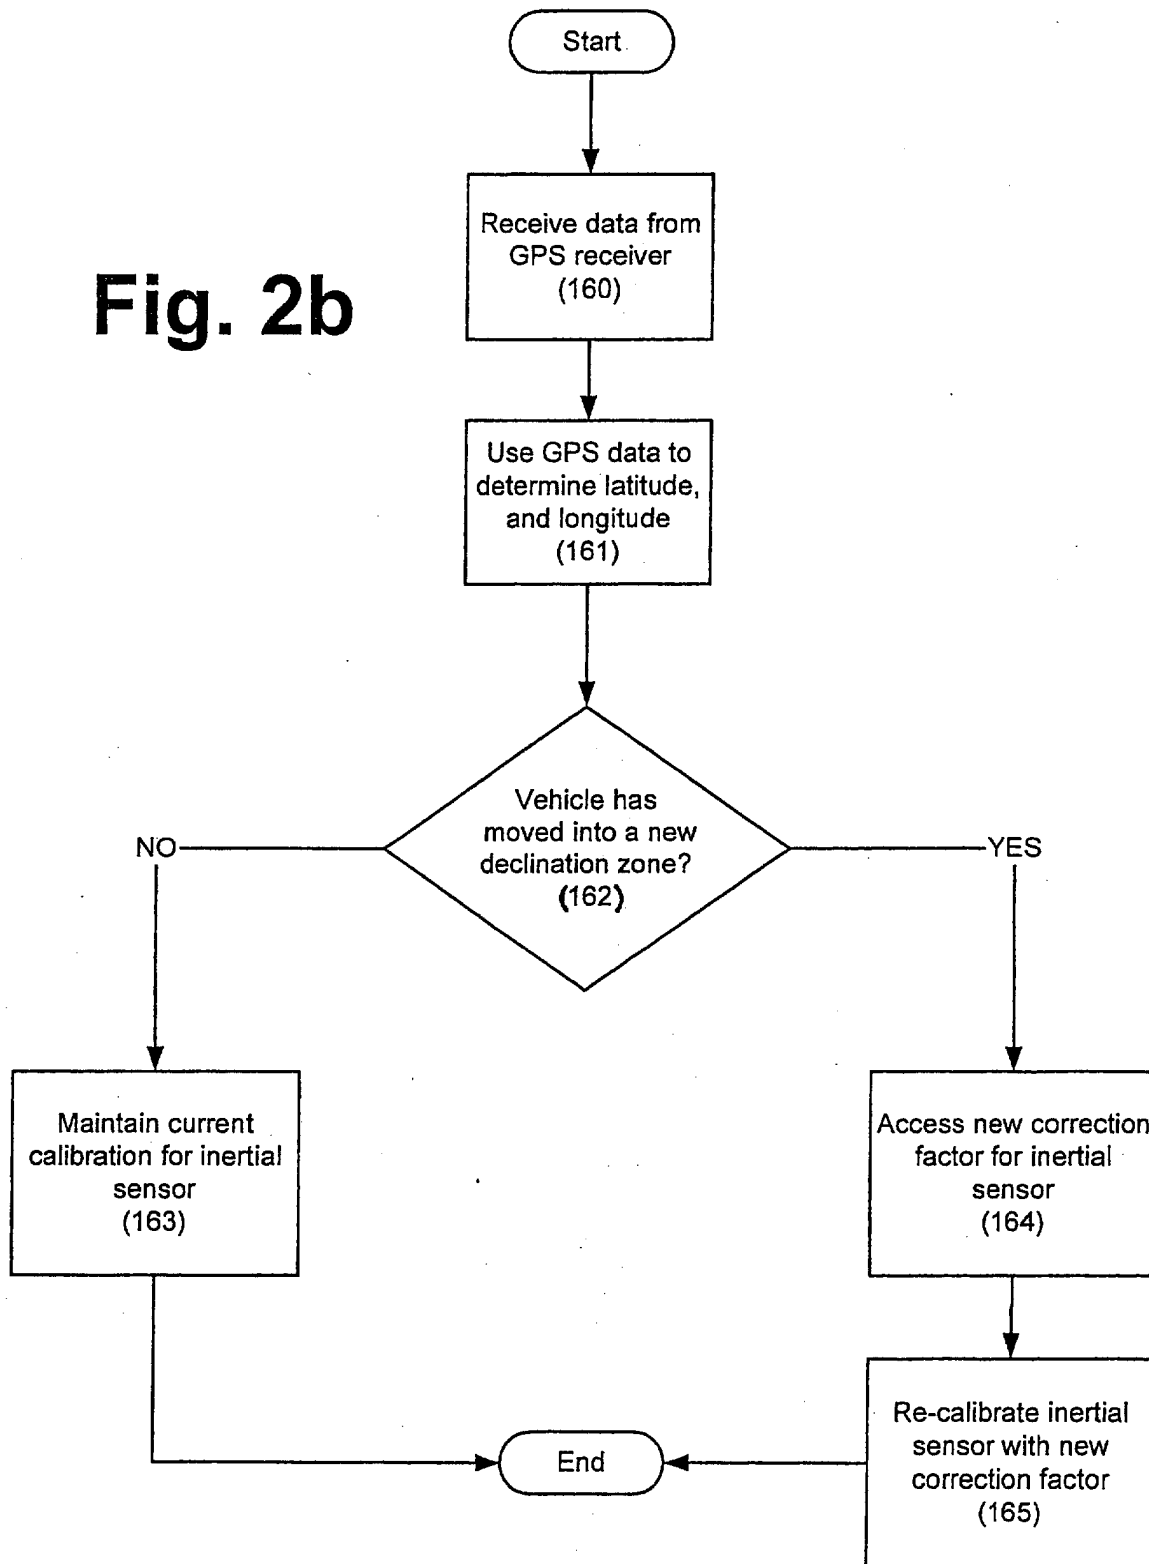 Start
Receive data from
GPS receiver
(160)
Fig. 2b
Use GPS data to
determine latitude,
and longitude
(161)
Vehicle has
moved into a new
declination zone?
(162)
NO
YES
Maintain current
calibration for inertial
sensor
(163)
Access new correction
factor for inertial
sensor
(164)
Re-calibrate inertial
sensor with new
correction factor
(165)
End